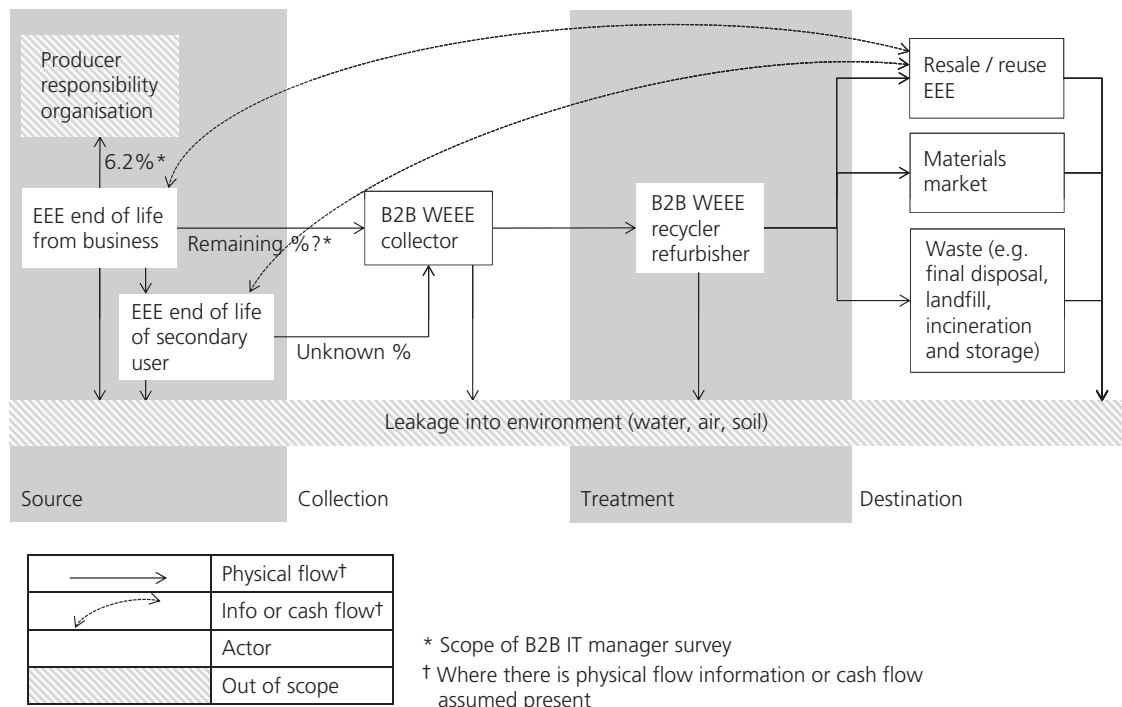 Producer
responsibility
organisation
6.2%*
EEE end of life
from business
Remaining %?*
EEE end of life
of secondary
user
Unknown %
B2B WEEE
collector
B2B WEEE
recycler
refurbisher
Resale / reuse
EEE
Materials
market
Waste (e.g.
final disposal,
landfill,
incineration
and storage)
Leakage into environment (water, air, soil)
Source
Collection
Treatment
Destination
Physical flow†
Info or cash flow†
Actor
Out of scope
* Scope of B2B IT manager survey
† Where there is physical flow information or cash flow
assumed present